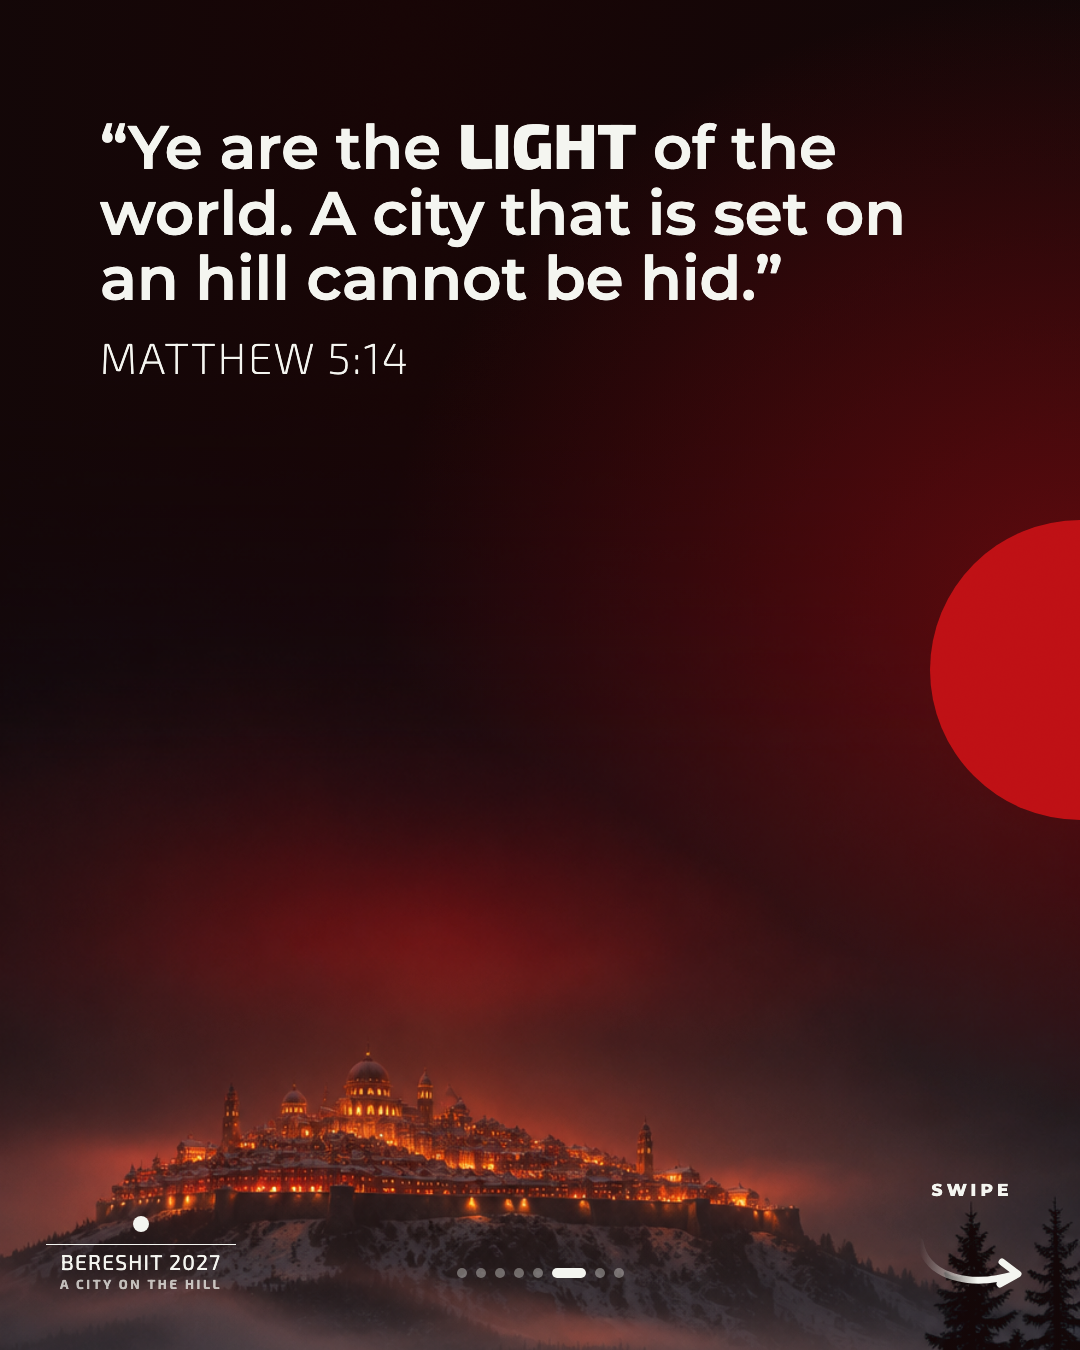 “Ye are the LIGHT of the
world. A city that is set on
an hill cannot be hid.”
MATTHEW 5:14
SWIPE
BERESHIT 2027
A CITY ON THE HILL